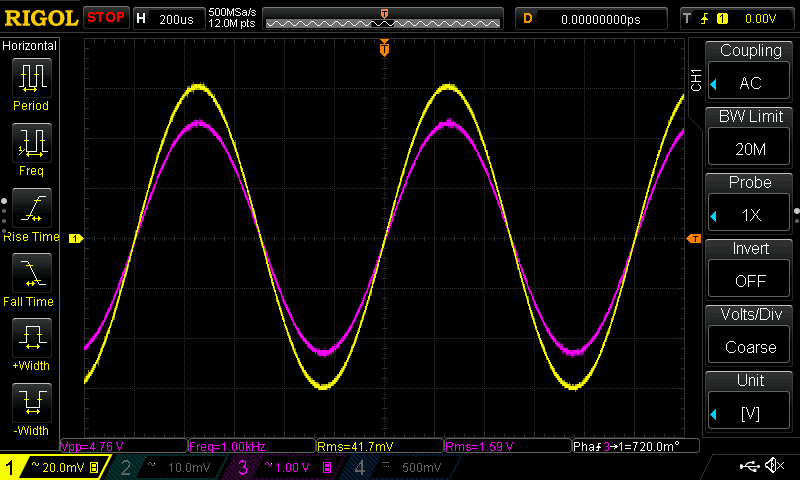 RIGOL STOP H 200us 500MSa/s 12.0M pts T D 0.00000000ps T 1 0.00V
Horizontal
Period
Freq
Rise Time
Fall Time
+Width
-Width
1
T
CH1
Coupling
AC
BW Limit
20M
Probe
1X
Invert
OFF
Volts/Div
Coarse
Unit
[V]
Vpp=4.76 V Freq=1.00kHz Rms=41.7mV Rms=1.59 V Pha 3→1=720.0m°
1 ~ 20.0mV B 2 ~ 10.0mV 3 ~ 1.00 V B 4 500mV